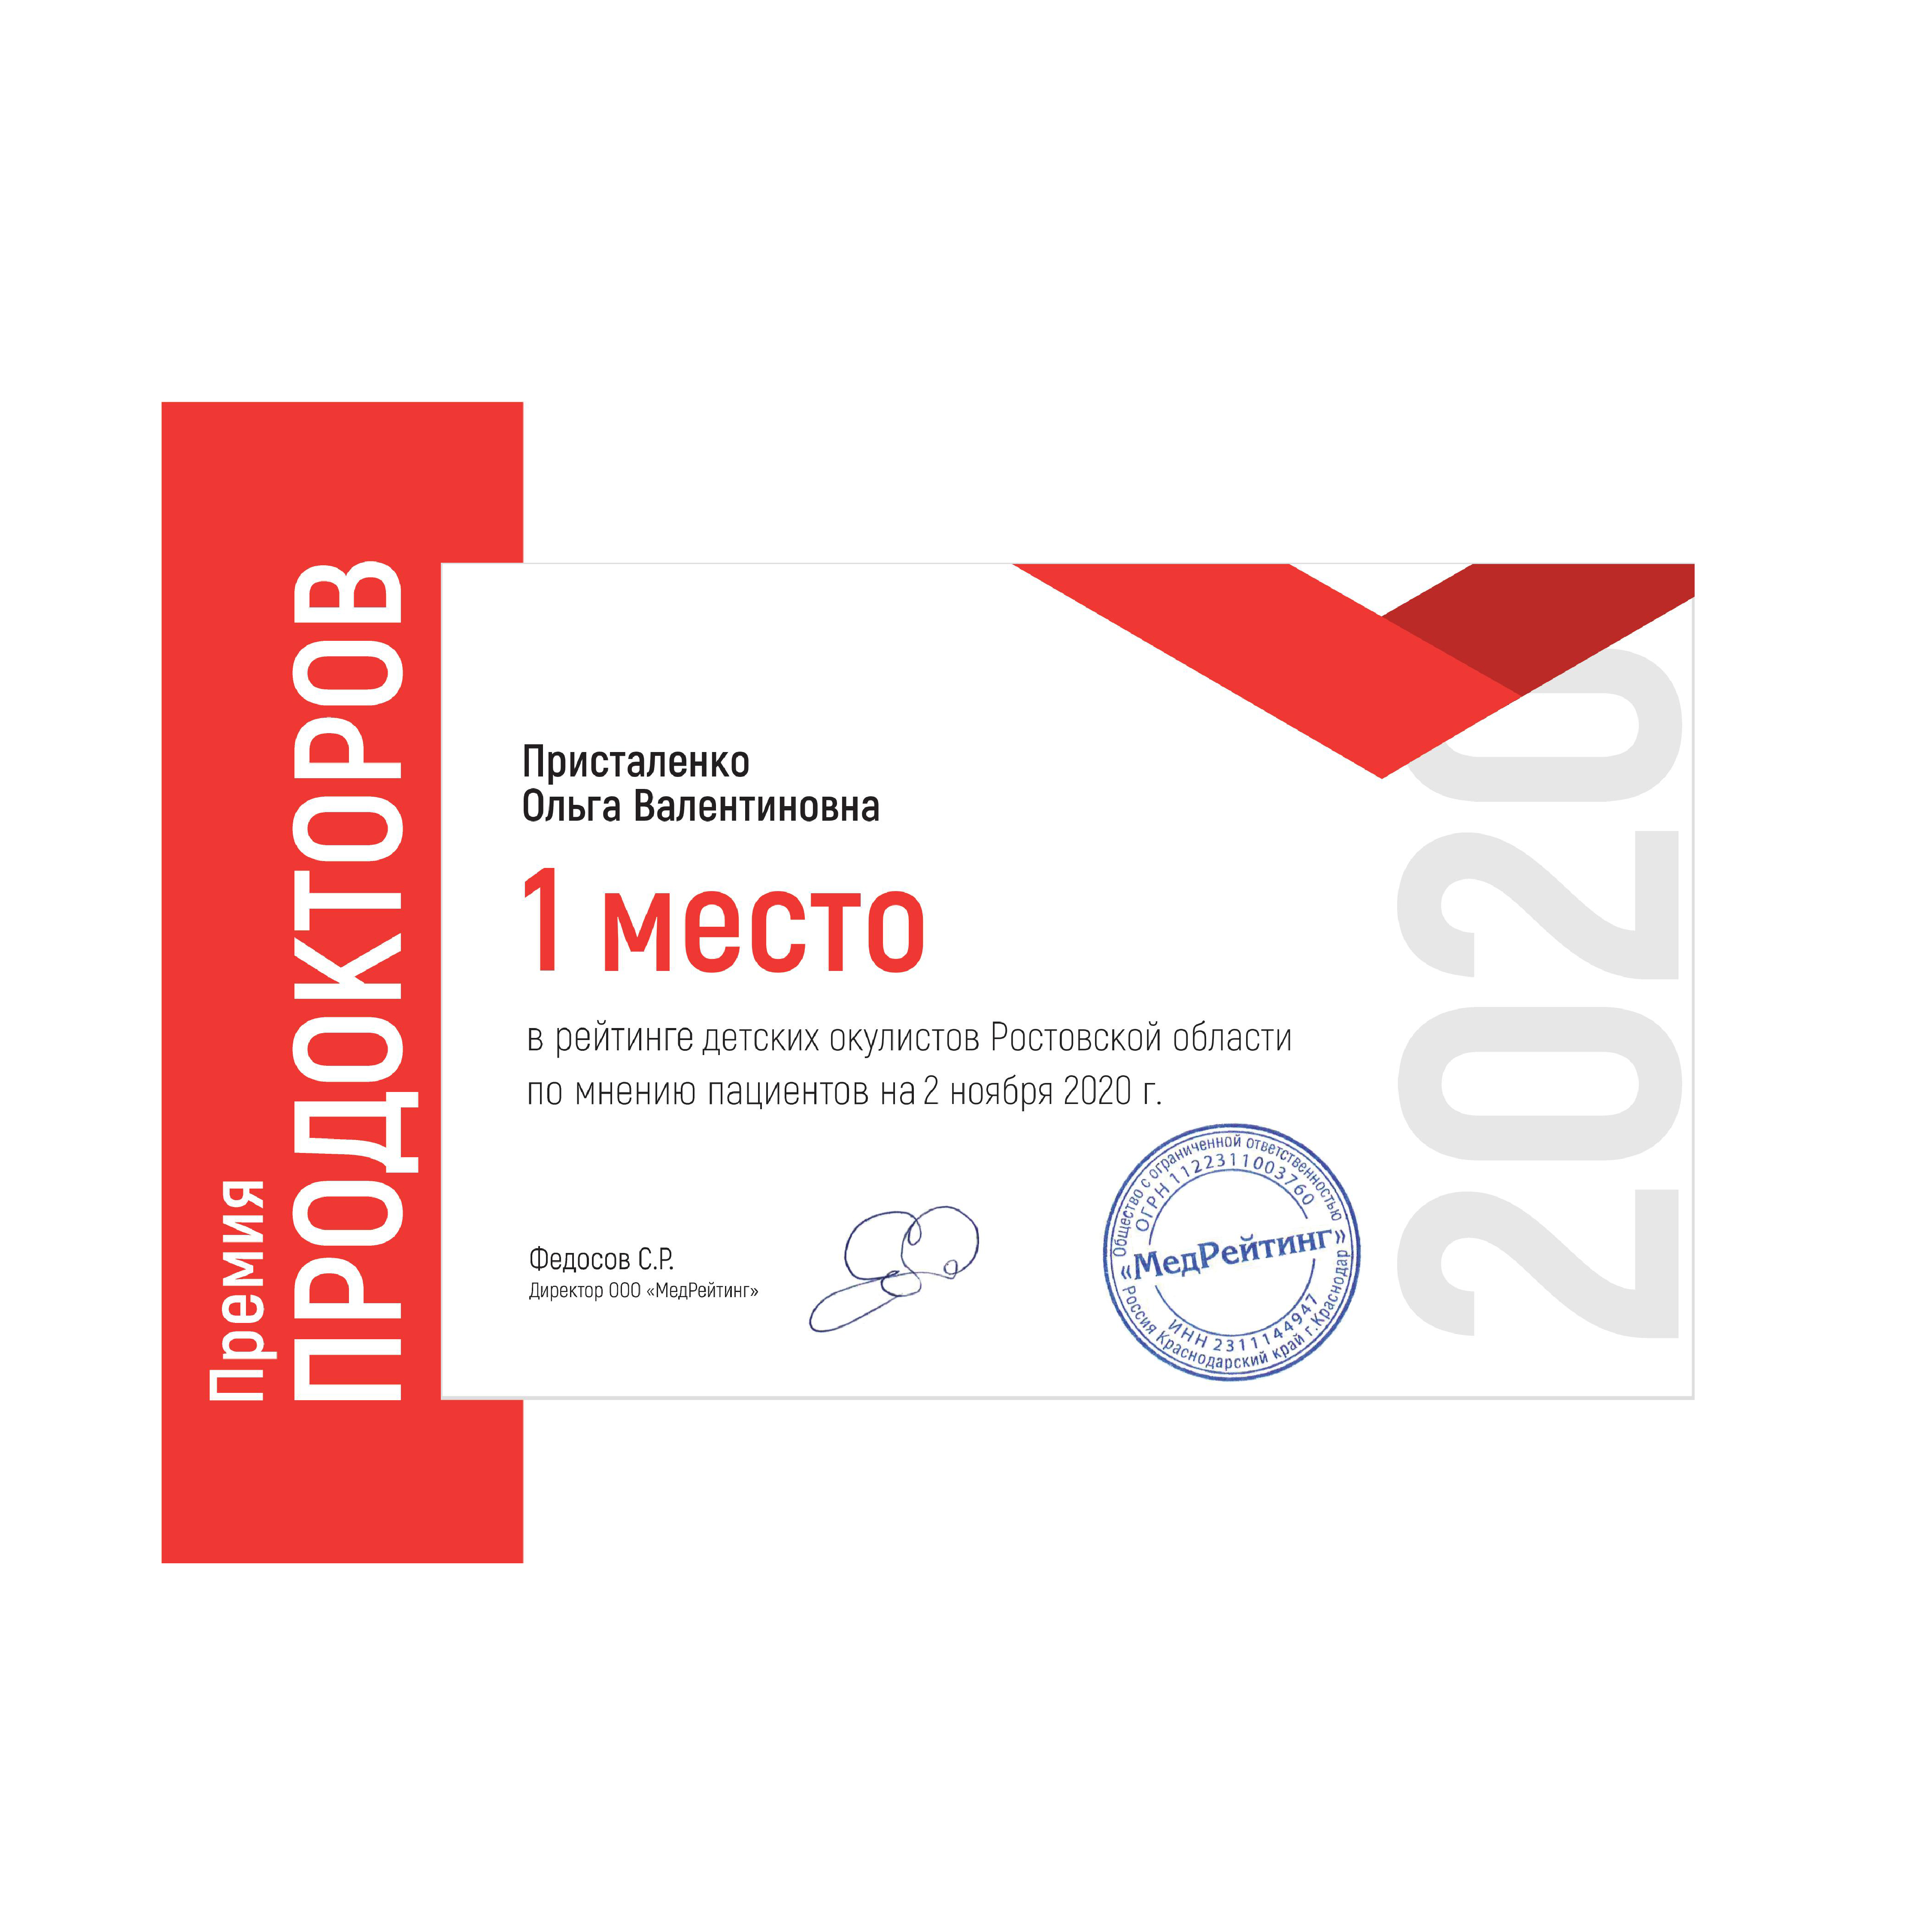 Премия
ПРОДОКТОРОВ
Присталенко
Ольга Валентиновна
1 место
в рейтинге детских окулистов Ростовской области
по мнению пациентов на 2 ноября 2020 г.
Федосов С.Р.
Директор ООО «МедРейтинг»
Общество с ограниченной ответственностью
ОГРН 1122311003760
«МедРейтинг»
ИНН 2311144947
Россия Краснодарский край г.Краснодар
2020